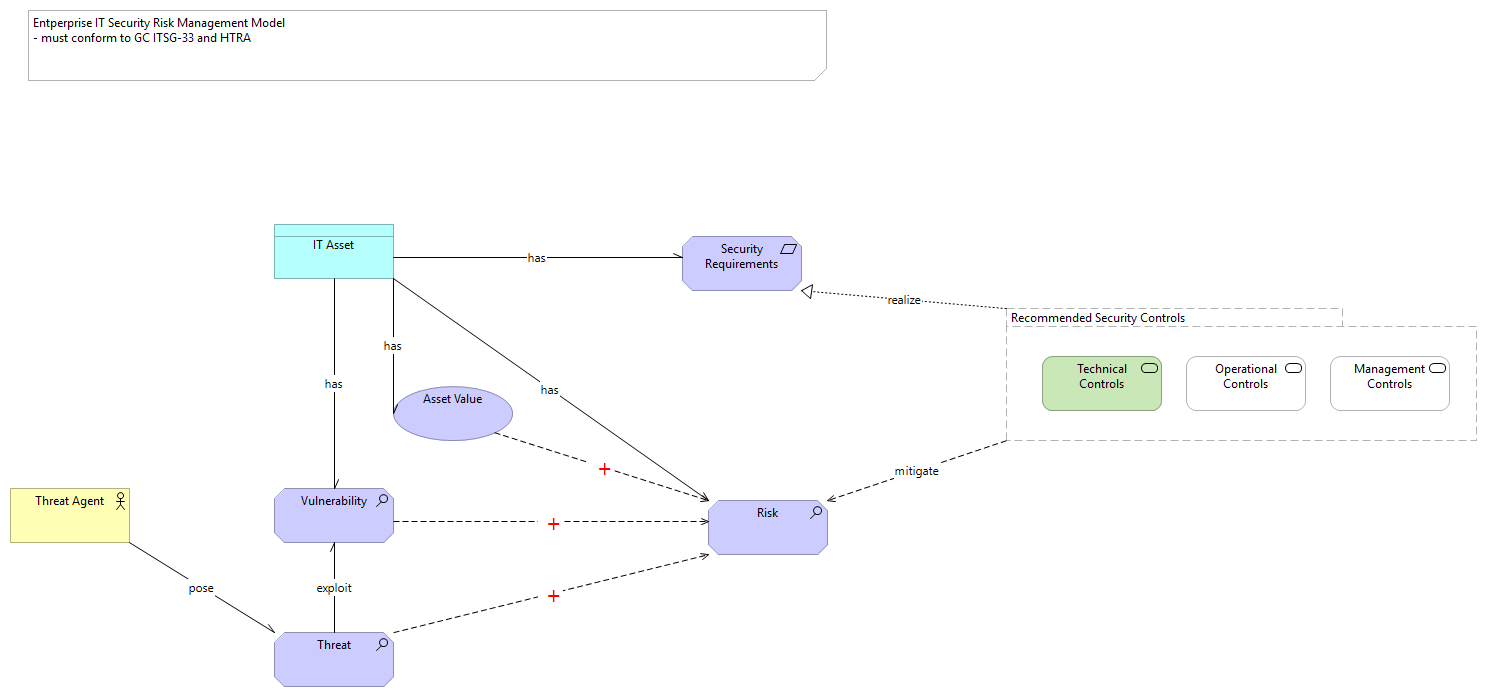 Entperprise IT Security Risk Management Model
- must conform to GC ITSG-33 and HTRA
IT Asset
has
Security
Requirements
realize
Recommended Security Controls
Technical
Controls
Operational
Controls
Management
Controls
has
has
has
Asset Value
+
mitigate
Threat Agent
Vulnerability
+
Risk
pose
exploit
+
Threat